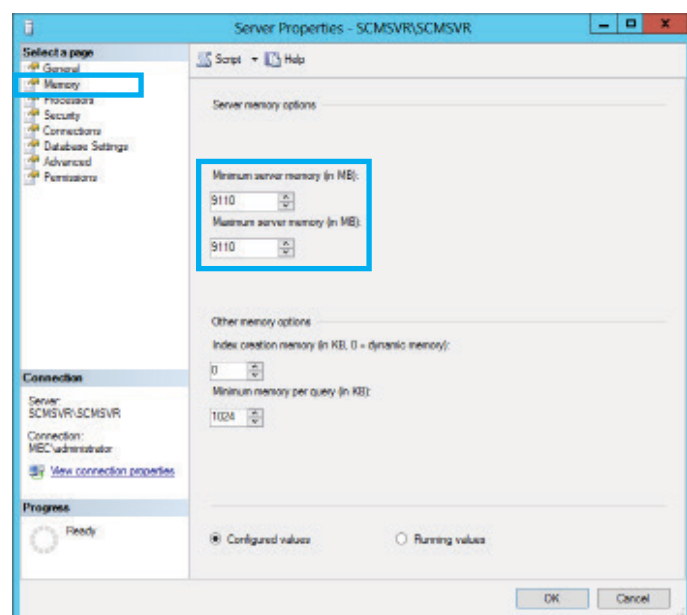 Server Properties - SCMSVR\SCMSVR
Select a page
General
Memory
Processors
Security
Connections
Database Settings
Advanced
Permissions
Script
Help
Server memory options
Minimum server memory (in MB):
9110
Maximum server memory (in MB):
9110
Other memory options
Index creation memory (in KB, 0 = dynamic memory):
0
Minimum memory per query (in KB):
1024
Connection
Server:
SCMSVR\SCMSVR
Connection:
MEC\administrator
View connection properties
Progress
Ready
Configured values
Running values
OK
Cancel